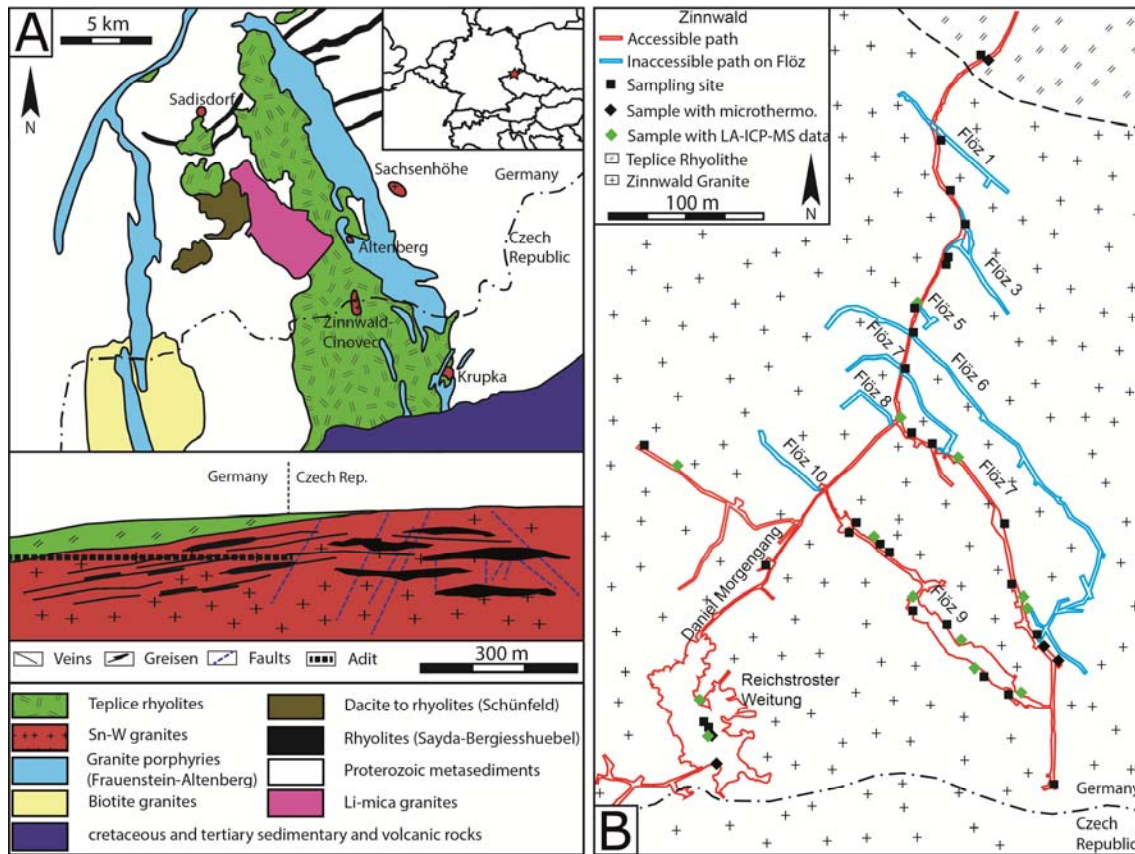 A
5 km
N
Sadisdorf
Sachsenhöhe
Germany
Altenberg
Czech
Republic
Zinnwald-
Cinovec
Krupka
Germany
Czech Rep.
Veins
Greisen
Faults
Adit
300 m
Teplice rhyolites
Sn-W granites
Granite porphyries
(Frauenstein-Altenberg)
Biotite granites
cretaceous and tertiary sedimentary and volcanic rocks
Dacite to rhyolites (Schünfeld)
Rhyolites (Sayda-Bergiesshuebel)
Proterozoic metasediments
Li-mica granites
Zinnwald
Accessible path
Inaccessible path on Flöz
Sampling site
Sample with microthermo.
Sample with LA-ICP-MS data
Teplice Rhyolithe
Zinnwald Granite
100 m
N
Flöz 1
Flöz 3
Flöz 5
Flöz 7
Flöz 6
Flöz 8
Flöz 10
Flöz 7
Flöz 9
Daniel Morgengang
Reichstroster
Weitung
B
Germany
Czech
Republic